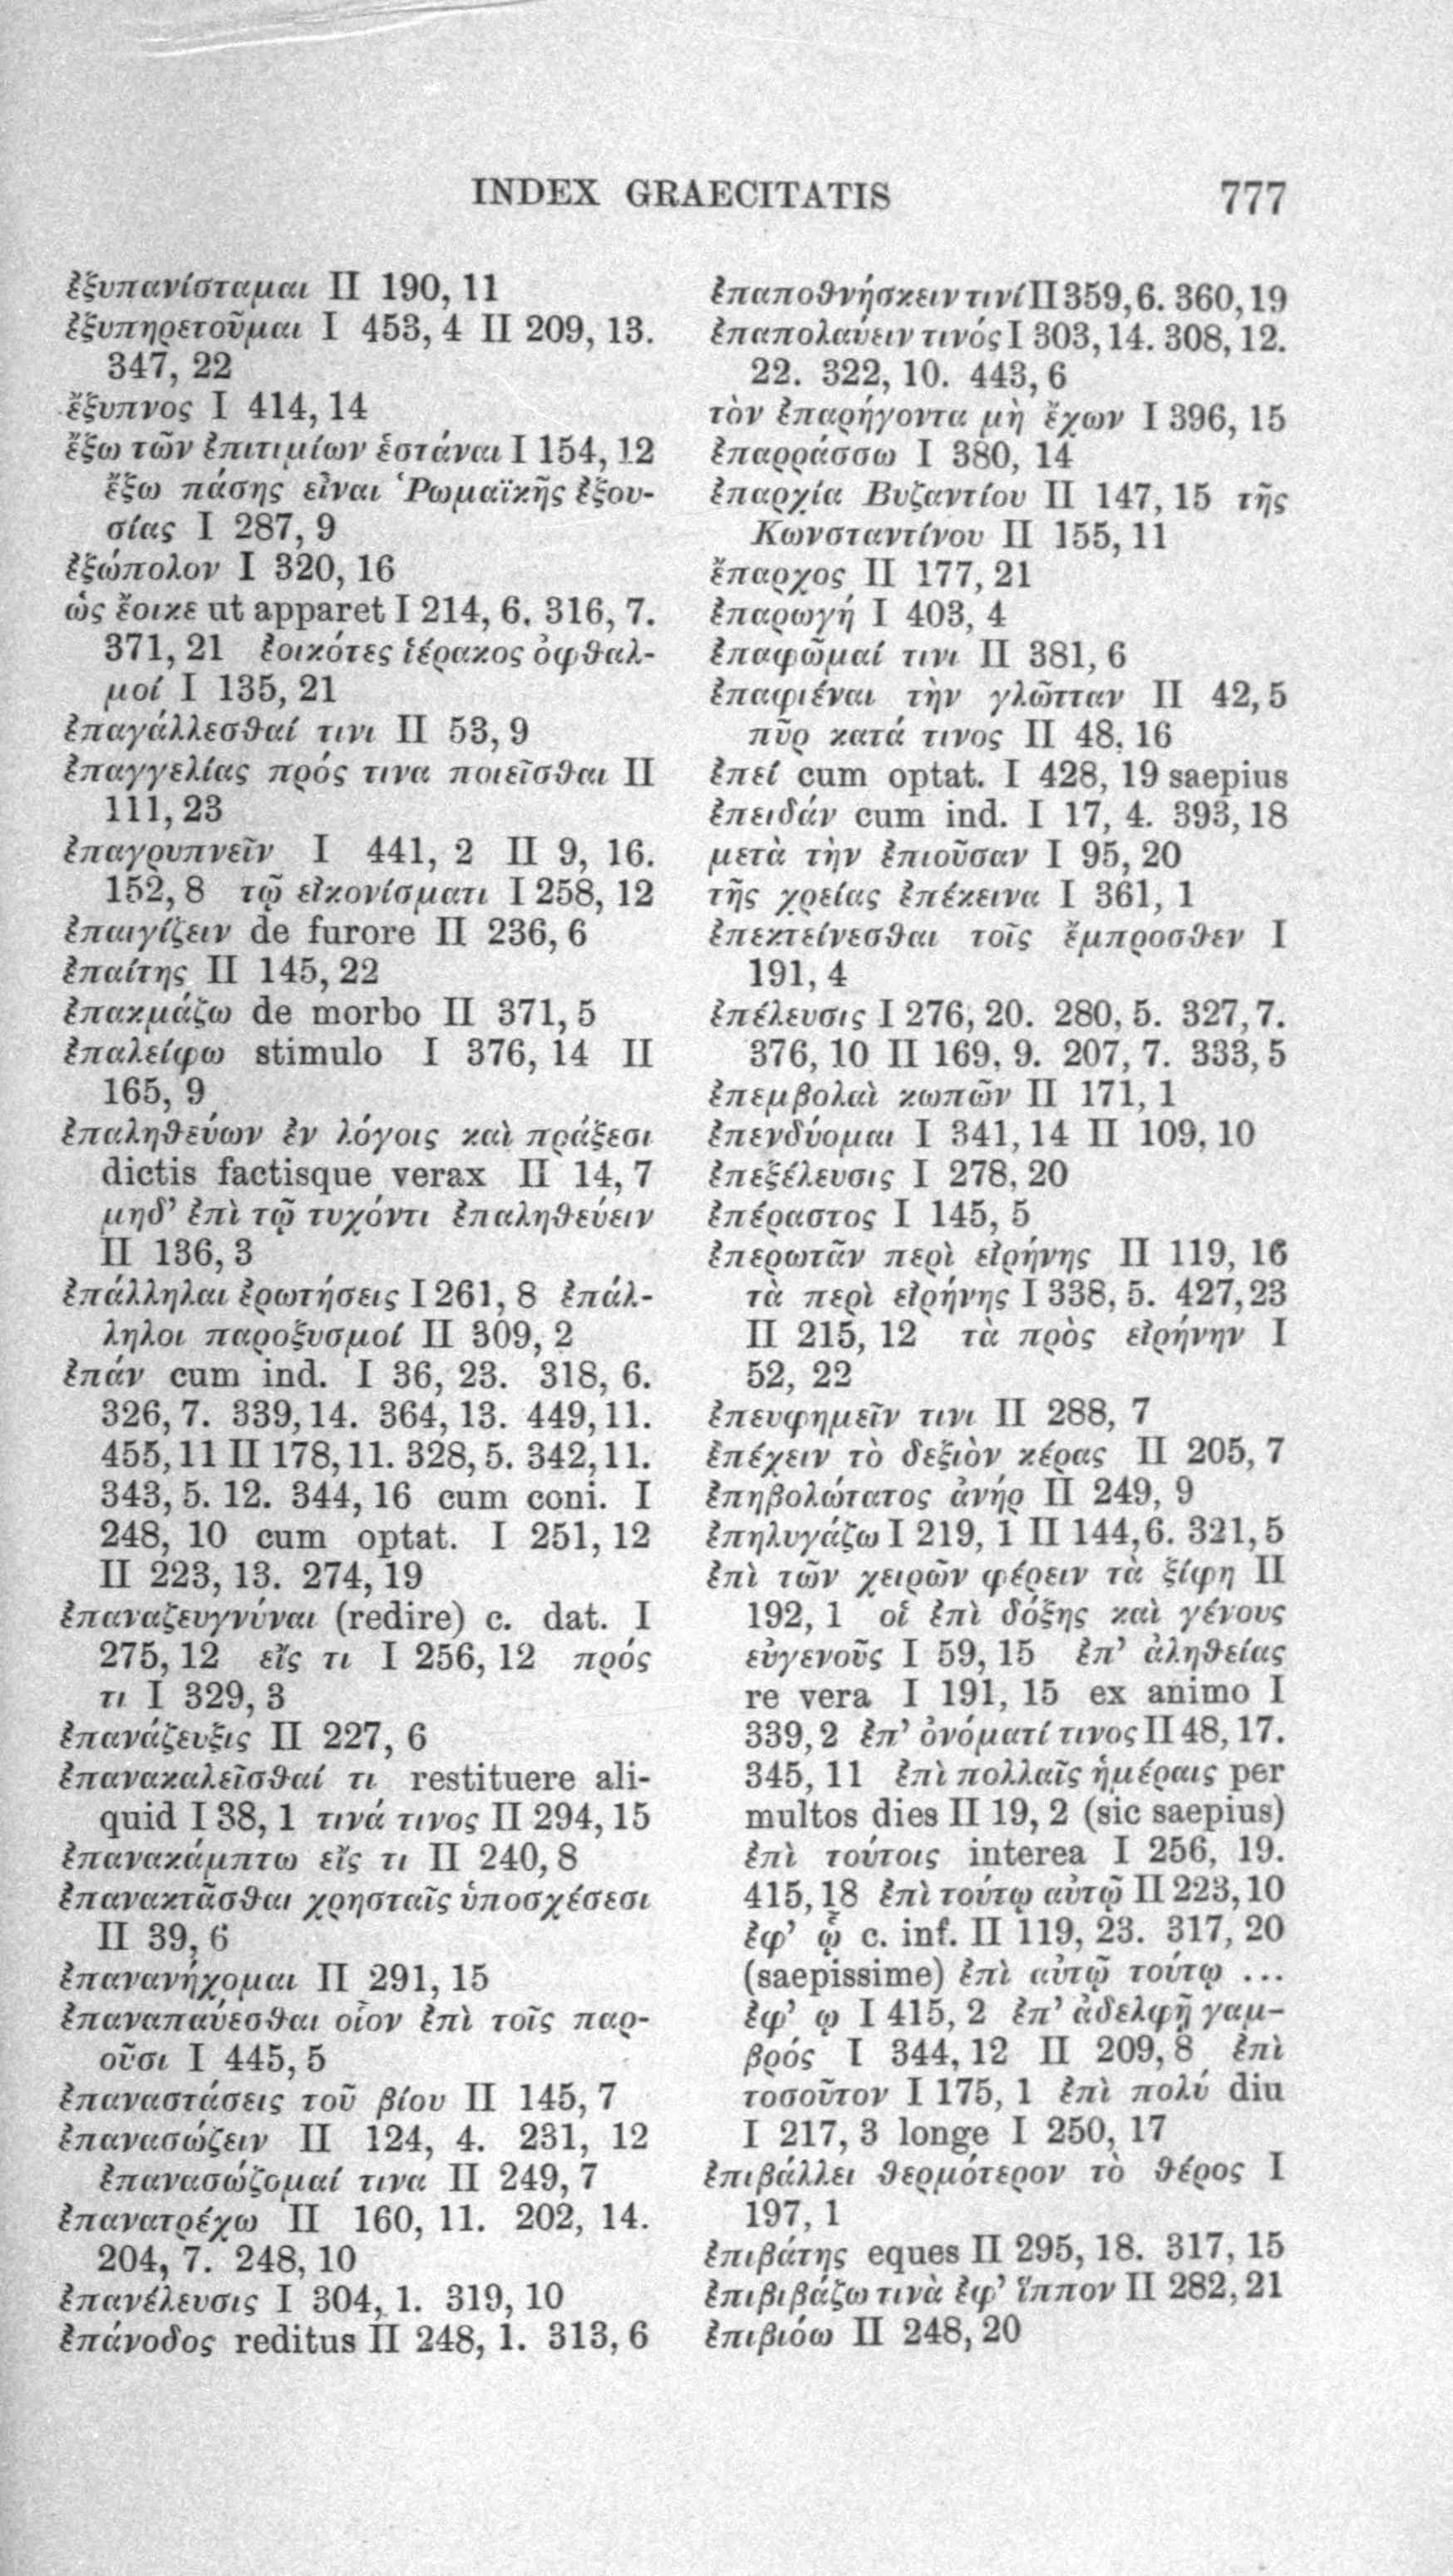 INDEX GRAECITATIS 777
ἐξυπανίσταμαι II 190, 11
ἐξυπηρετοῦμαι I 453, 4 II 209, 13.
347, 22
ἔξυπνος I 414, 14
ἔξω τῶν ἐπιτιμίων ἑστάναι I 154, 12
ἔξω πάσης εἶναι Ῥωμαϊκῆς ἐξου-
σίας I 287, 9
ἐξώπολον I 320, 16
ὡς ἔοικε ut apparet I 214, 6. 316, 7.
371, 21 ἐοικότες ἱέρακος ὀφθαλ-
μοί I 135, 21
ἐπαγάλλεσθαί τινι II 53, 9
ἐπαγγελίας πρός τινα ποιεῖσθαι II
111, 23
ἐπαγρυπνεῖν I 441, 2 II 9, 16.
152, 8 τῷ εἰκονίσματι I 258, 12
ἐπαιγίζειν de furore II 236, 6
ἐπαίτης II 145, 22
ἐπακμάζω de morbo II 371, 5
ἐπαλείφω stimulo I 376, 14 II
165, 9
ἐπαληθεύων ἐν λόγοις καὶ πράξεσι
dictis factisque verax II 14, 7
μηδ’ ἐπὶ τῷ τυχόντι ἐπαληθεύειν
II 136, 3
ἐπάλληλαι ἐρωτήσεις I 261, 8 ἐπάλ-
ληλοι παροξυσμοί II 309, 2
ἐπάν cum ind. I 36, 23. 318, 6.
326, 7. 339, 14. 364, 13. 449, 11.
455, 11 II 178, 11. 328, 5. 342, 11.
343, 5. 12. 344, 16 cum coni. I
248, 10 cum optat. I 251, 12
II 223, 13. 274, 19
ἐπαναζευγνύναι (redire) c. dat. I
275, 12 εἴς τι I 256, 12 πρός
τι I 329, 3
ἐπανάζευξις II 227, 6
ἐπανακαλεῖσθαί τι restituere ali-
quid I 38, 1 τινά τινος II 294, 15
ἐπανακάμπτω εἴς τι II 240, 8
ἐπανακτᾶσθαι χρησταῖς ὑποσχέσεσι
II 39, 6
ἐπανανήχομαι II 291, 15
ἐπαναπαύεσθαι οἷον ἐπὶ τοῖς παρ-
οῦσι I 445, 5
ἐπαναστάσεις τοῦ βίου II 145, 7
ἐπανασώζειν II 124, 4. 231, 12
ἐπανασώζομαί τινα II 249, 7
ἐπανατρέχω II 160, 11. 202, 14.
204, 7. 248, 10
ἐπανέλευσις I 304, 1. 319, 10
ἐπάνοδος reditus II 248, 1. 313, 6
ἐπαποθνήσκειν τινί II 359, 6. 360, 19
ἐπαπολαύειν τινός I 303, 14. 308, 12.
22. 322, 10. 443, 6
τὸν ἐπαρήγοντα μὴ ἔχων I 396, 15
ἐπαρράσσω I 380, 14
ἐπαρχία Βυζαντίου II 147, 15 τῆς
Κωνσταντίνου II 155, 11
ἔπαρχος II 177, 21
ἐπαρωγή I 403, 4
ἐπαφῶμαί τινι II 381, 6
ἐπαφιέναι τὴν γλῶτταν II 42, 5
πῦρ κατά τινος II 48, 16
ἐπεί cum optat. I 428, 19 saepius
ἐπειδάν cum ind. I 17, 4. 393, 18
μετὰ τὴν ἐπιοῦσαν I 95, 20
τῆς χρείας ἐπέκεινα I 361, 1
ἐπεκτείνεσθαι τοῖς ἔμπροσθεν I
191, 4
ἐπέλευσις I 276, 20. 280, 5. 327, 7.
376, 10 II 169, 9. 207, 7. 333, 5
ἐπεμβολαὶ κωπῶν II 171, 1
ἐπενδύομαι I 341, 14 II 109, 10
ἐπεξέλευσις I 278, 20
ἐπέραστος I 145, 5
ἐπερωτᾶν περὶ εἰρήνης II 119, 16
τὰ περὶ εἰρήνης I 338, 5. 427, 23
II 215, 12 τὰ πρὸς εἰρήνην I
52, 22
ἐπευφημεῖν τινι II 288, 7
ἐπέχειν τὸ δεξιὸν κέρας II 205, 7
ἐπηβολώτατος ἀνήρ II 249, 9
ἐπηλυγάζω I 219, 1 II 144, 6. 321, 5
ἐπὶ τῶν χειρῶν φέρειν τὰ ξίφη II
192, 1 οἱ ἐπὶ δόξης καὶ γένους
εὐγενοῦς I 59, 15 ἐπ’ ἀληθείας
re vera I 191, 15 ex animo I
339, 2 ἐπ’ ὀνόματί τινος II 48, 17.
345, 11 ἐπὶ πολλαῖς ἡμέραις per
multos dies II 19, 2 (sic saepius)
ἐπὶ τούτοις interea I 256, 19.
415, 18 ἐπὶ τούτῳ αὐτῷ II 223, 10
ἐφ’ ᾧ c. inf. II 119, 23. 317, 20
(saepissime) ἐπὶ αὐτῷ τούτῳ ...
ἐφ’ ῳ I 415, 2 ἐπ’ ἀδελφῇ γαμ-
βρός I 344, 12 II 209, 8 ἐπὶ
τοσοῦτον I 175, 1 ἐπὶ πολύ diu
I 217, 3 longe I 250, 17
ἐπιβάλλει θερμότερον τὸ θέρος I
197, 1
ἐπιβάτης eques II 295, 18. 317, 15
ἐπιβιβάζω τινὰ ἐφ’ ἵππον II 282, 21
ἐπιβιόω II 248, 20